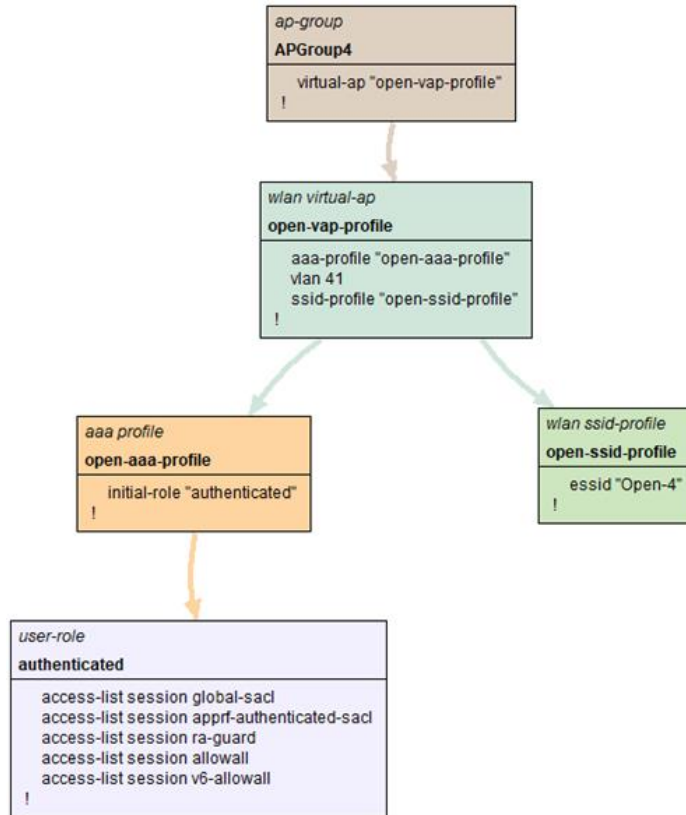 ap-group
APGroup4
virtual-ap "open-vap-profile"
!
wlan virtual-ap
open-vap-profile
aaa-profile "open-aaa-profile"
vlan 41
ssid-profile "open-ssid-profile"
!
aaa profile
open-aaa-profile
initial-role "authenticated"
!
wlan ssid-profile
open-ssid-profile
essid "Open-4"
!
user-role
authenticated
access-list session global-sacl
access-list session apprf-authenticated-sacl
access-list session ra-guard
access-list session allowall
access-list session v6-allowall
!